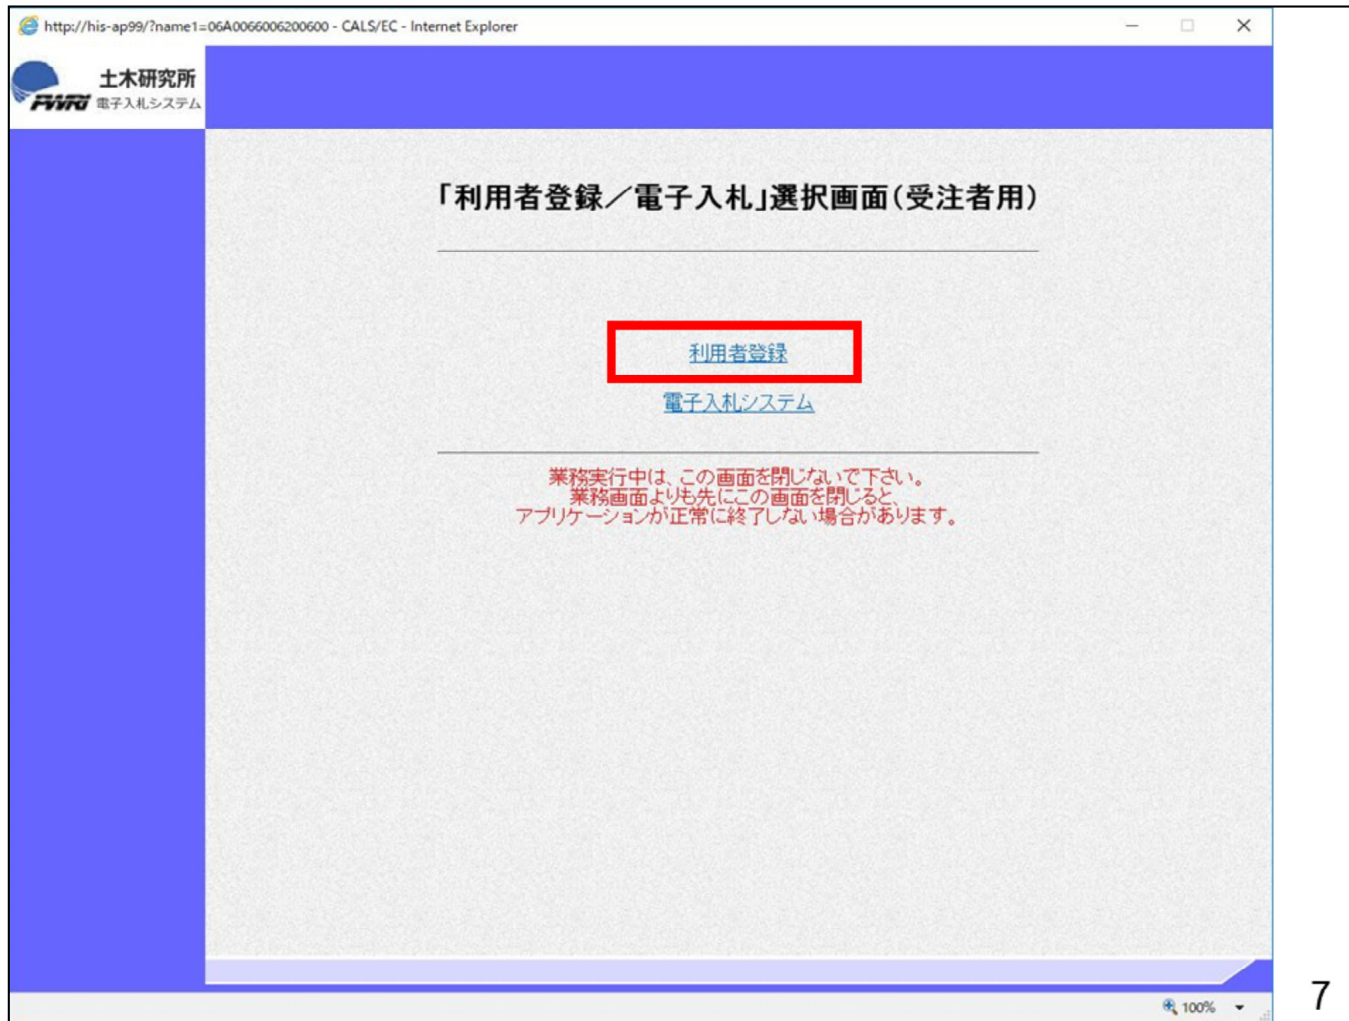 http://his-ap99/?name1=06A0066006200600 - CALS/EC - Internet Explorer
土木研究所
PWRI 電子入札システム
「利用者登録／電子入札」選択画面(受注者用)
利用者登録
電子入札システム
業務実行中は、この画面を閉じないで下さい。
業務画面よりも先にこの画面を閉じると、
アプリケーションが正常に終了しない場合があります。
100%
7